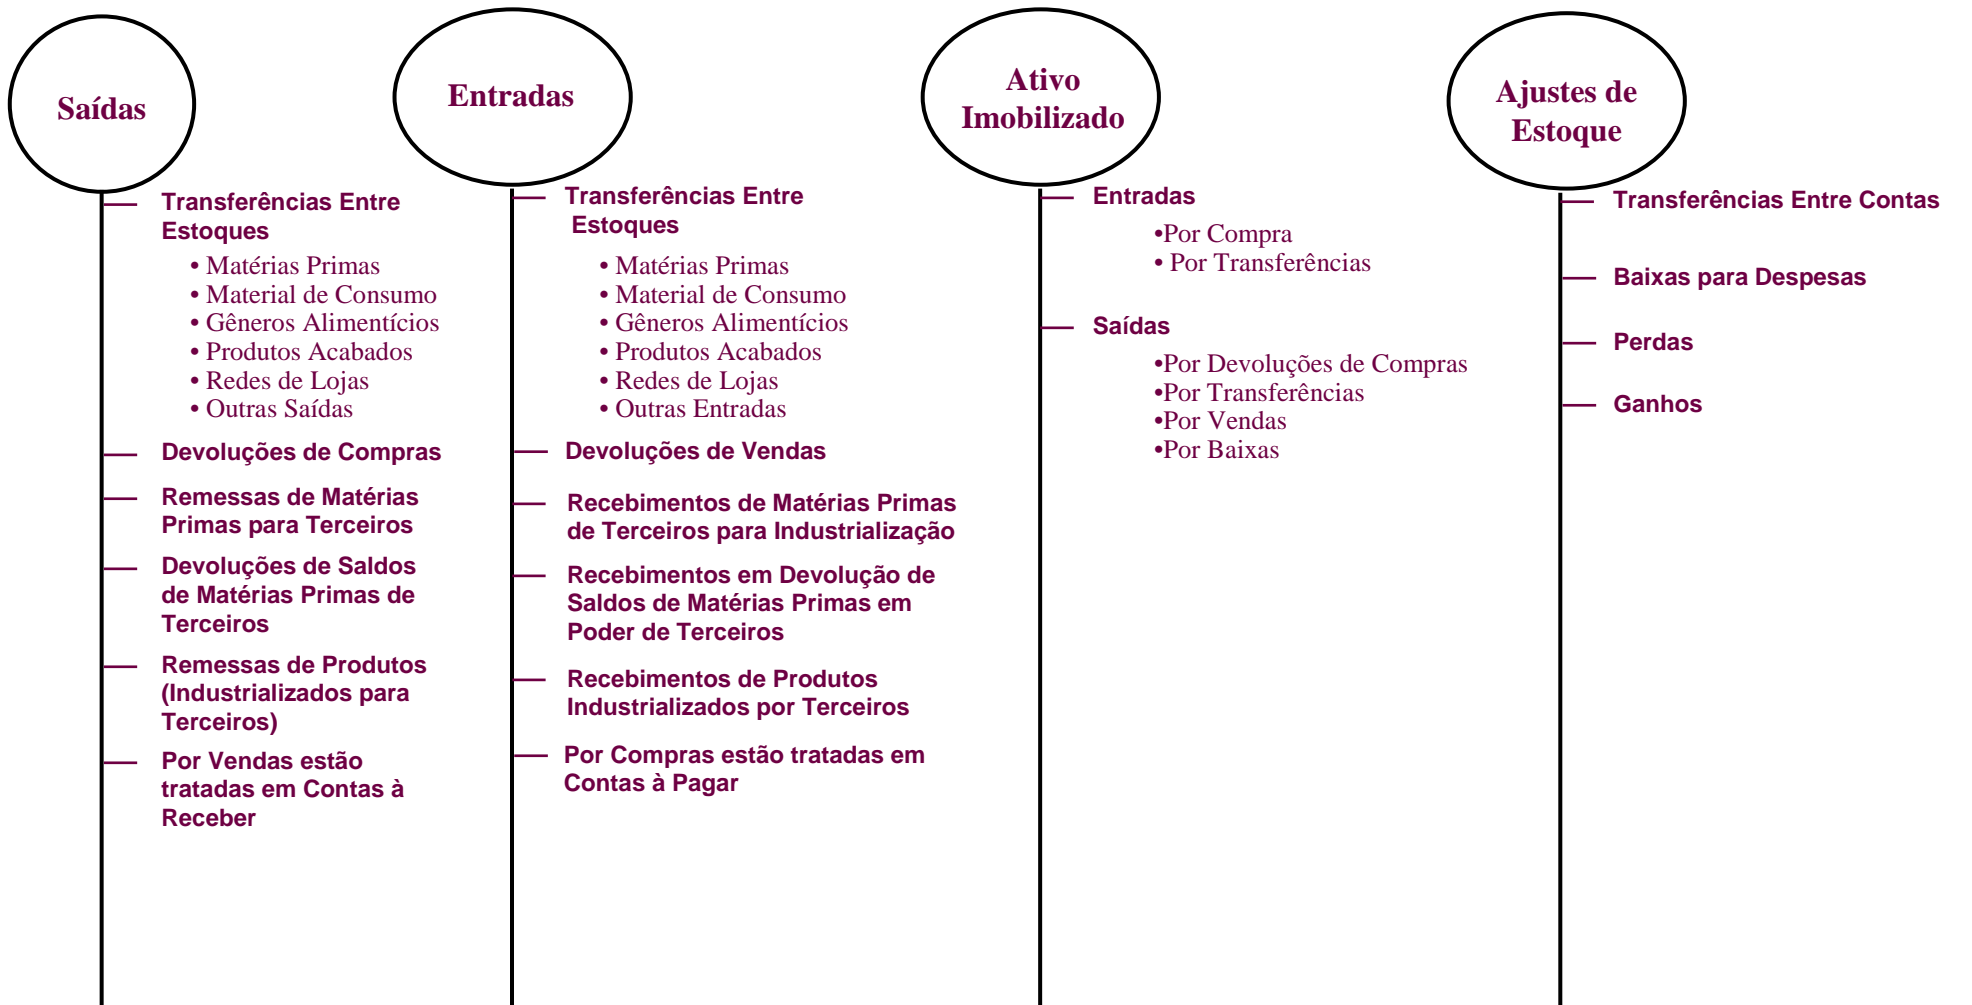 Saídas
Transferências Entre
Estoques
• Matérias Primas
• Material de Consumo
• Gêneros Alimentícios
• Produtos Acabados
• Redes de Lojas
• Outras Saídas
Devoluções de Compras
Remessas de Matérias
Primas para Terceiros
Devoluções de Saldos
de Matérias Primas de
Terceiros
Remessas de Produtos
(Industrializados para
Terceiros)
Por Vendas estão
tratadas em Contas à
Receber
Entradas
Transferências Entre
Estoques
• Matérias Primas
• Material de Consumo
• Gêneros Alimentícios
• Produtos Acabados
• Redes de Lojas
• Outras Entradas
Devoluções de Vendas
Recebimentos de Matérias Primas
de Terceiros para Industrialização
Recebimentos em Devolução de
Saldos de Matérias Primas em
Poder de Terceiros
Recebimentos de Produtos
Industrializados por Terceiros
Por Compras estão tratadas em
Contas à Pagar
Ativo
Imobilizado
Entradas
•Por Compra
• Por Transferências
Saídas
•Por Devoluções de Compras
•Por Transferências
•Por Vendas
•Por Baixas
Ajustes de
Estoque
Transferências Entre Contas
Baixas para Despesas
Perdas
Ganhos